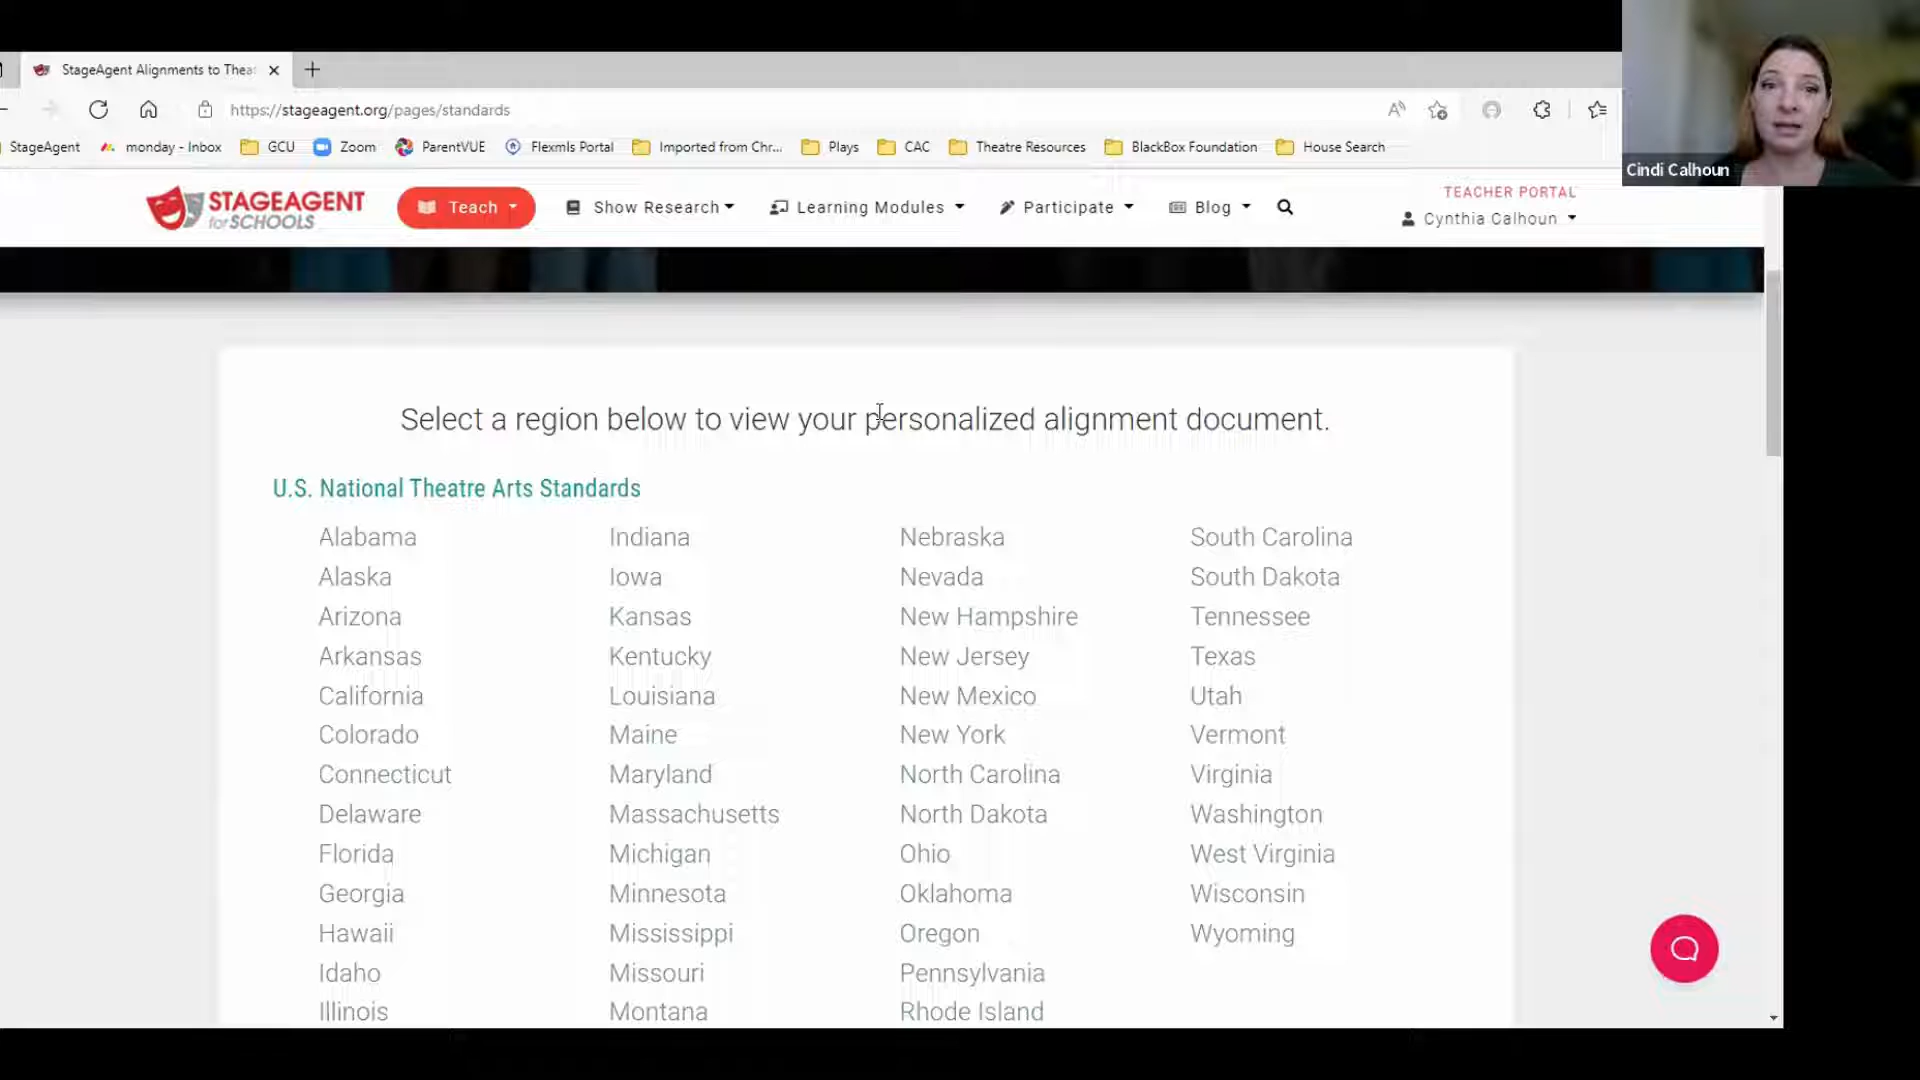 StageAgent Alignments to Thea
https://stageagent.org/pages/standards
StageAgent monday - Inbox GCU Zoom ParentVUE Flexmls Portal Imported from Chr... Plays CAC Theatre Resources BlackBox Foundation House Search
Cindi Calhoun
STAGEAGENT
for SCHOOLS
Teach Show Research Learning Modules Participate Blog
TEACHER PORTAL
Cynthia Calhoun
Select a region below to view your personalized alignment document.
U.S. National Theatre Arts Standards
Alabama Indiana Nebraska South Carolina
Alaska Iowa Nevada South Dakota
Arizona Kansas New Hampshire Tennessee
Arkansas Kentucky New Jersey Texas
California Louisiana New Mexico Utah
Colorado Maine New York Vermont
Connecticut Maryland North Carolina Virginia
Delaware Massachusetts North Dakota Washington
Florida Michigan Ohio West Virginia
Georgia Minnesota Oklahoma Wisconsin
Hawaii Mississippi Oregon Wyoming
Idaho Missouri Pennsylvania
Illinois Montana Rhode Island